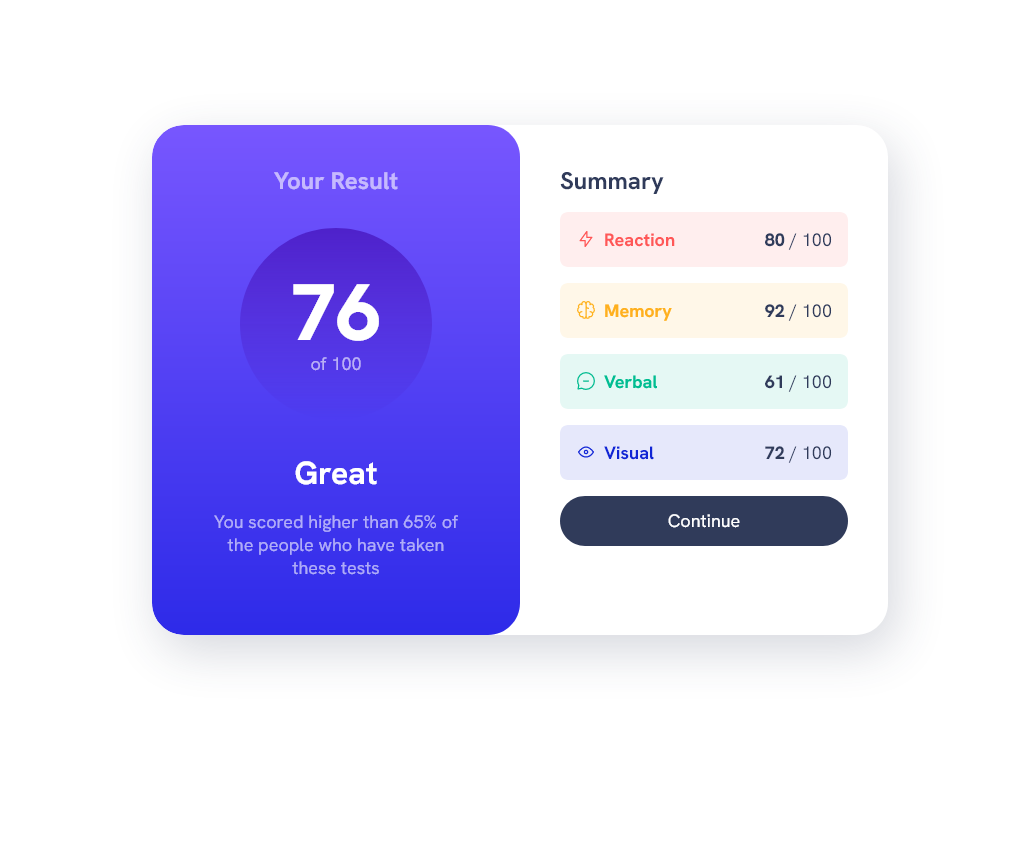 Your Result
76
of 100
Great
You scored higher than 65% of
the people who have taken
these tests
Summary
Reaction 80 / 100
Memory 92 / 100
Verbal 61 / 100
Visual 72 / 100
Continue